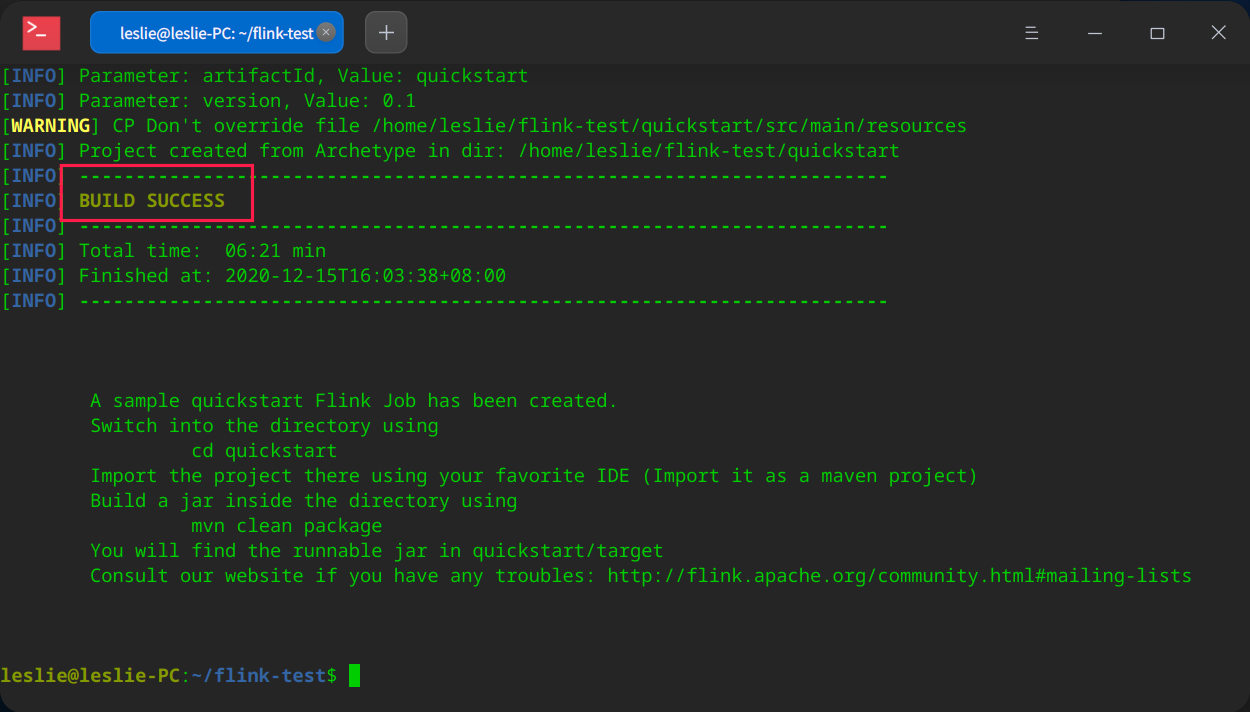 leslie@leslie-PC: ~/flink-test
[INFO] Parameter: artifactId, Value: quickstart
[INFO] Parameter: version, Value: 0.1
[WARNING] CP Don't override file /home/leslie/flink-test/quickstart/src/main/resources
[INFO] Project created from Archetype in dir: /home/leslie/flink-test/quickstart
[INFO] ------------------------------------------------------------------------
[INFO] BUILD SUCCESS
[INFO] ------------------------------------------------------------------------
[INFO] Total time:  06:21 min
[INFO] Finished at: 2020-12-15T16:03:38+08:00
[INFO] ------------------------------------------------------------------------
A sample quickstart Flink Job has been created.
Switch into the directory using
cd quickstart
Import the project there using your favorite IDE (Import it as a maven project)
Build a jar inside the directory using
mvn clean package
You will find the runnable jar in quickstart/target
Consult our website if you have any troubles: http://flink.apache.org/community.html#mailing-lists
leslie@leslie-PC:~/flink-test$